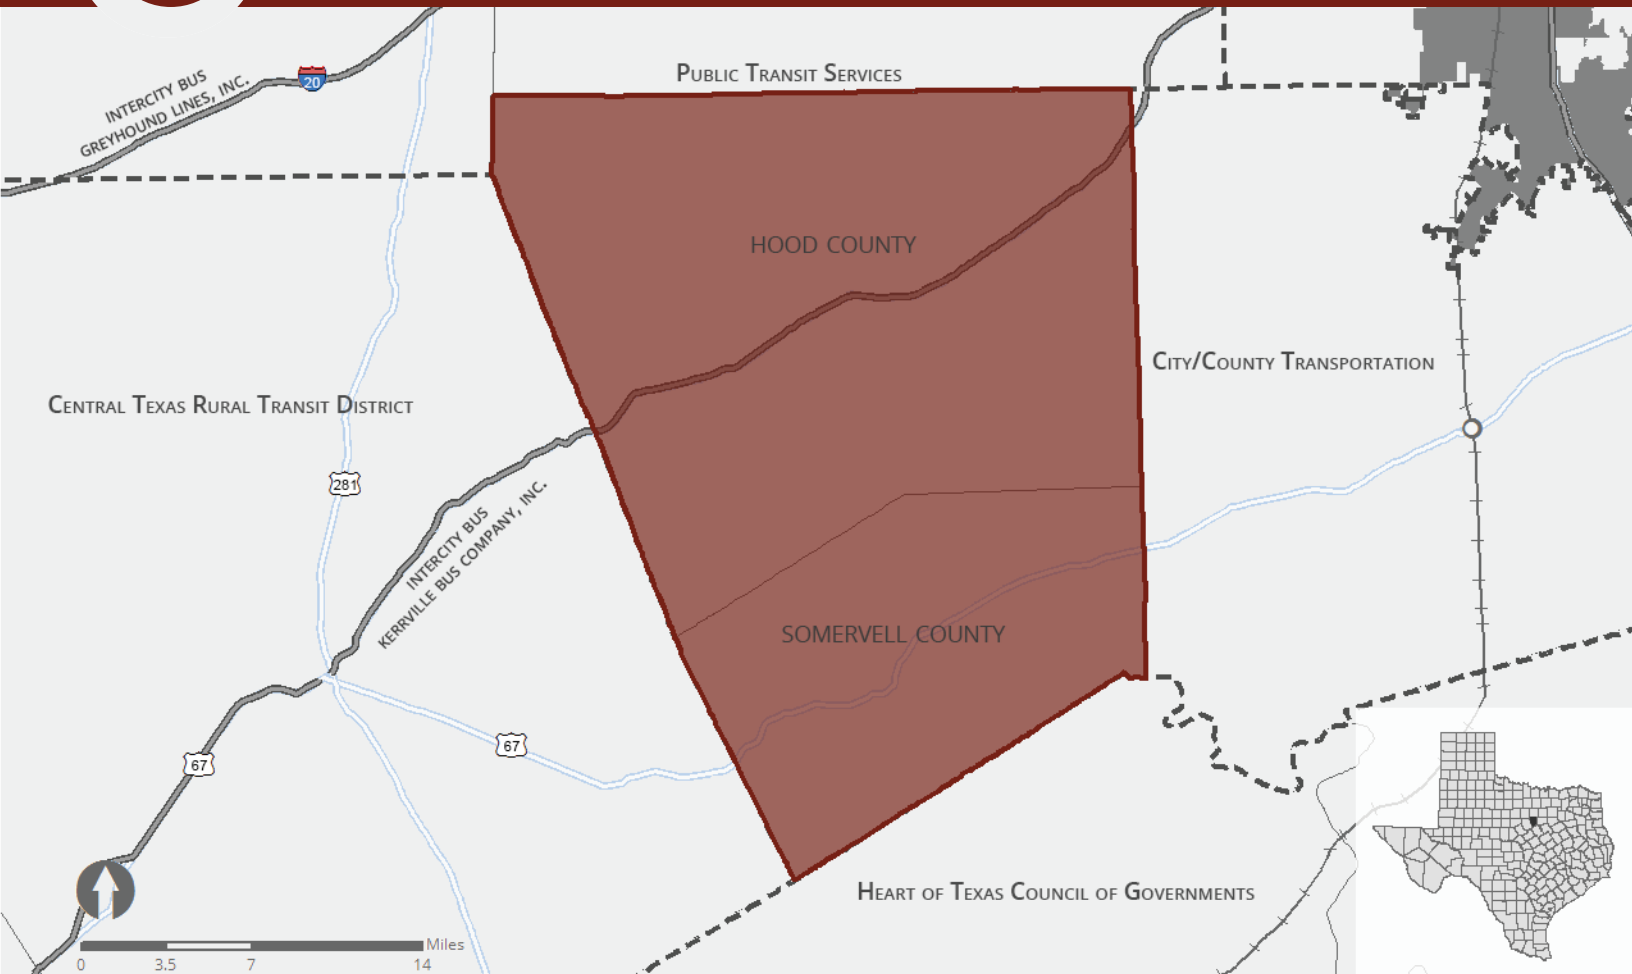 Public Transit Services
20
INTERCITY BUS
GREYHOUND LINES, INC.
HOOD COUNTY
City/County Transportation
Central Texas Rural Transit District
281
INTERCITY BUS
KERRVILLE BUS COMPANY, INC.
SOMERVELL COUNTY
67
67
Heart of Texas Council of Governments
Miles
0 3.5 7 14